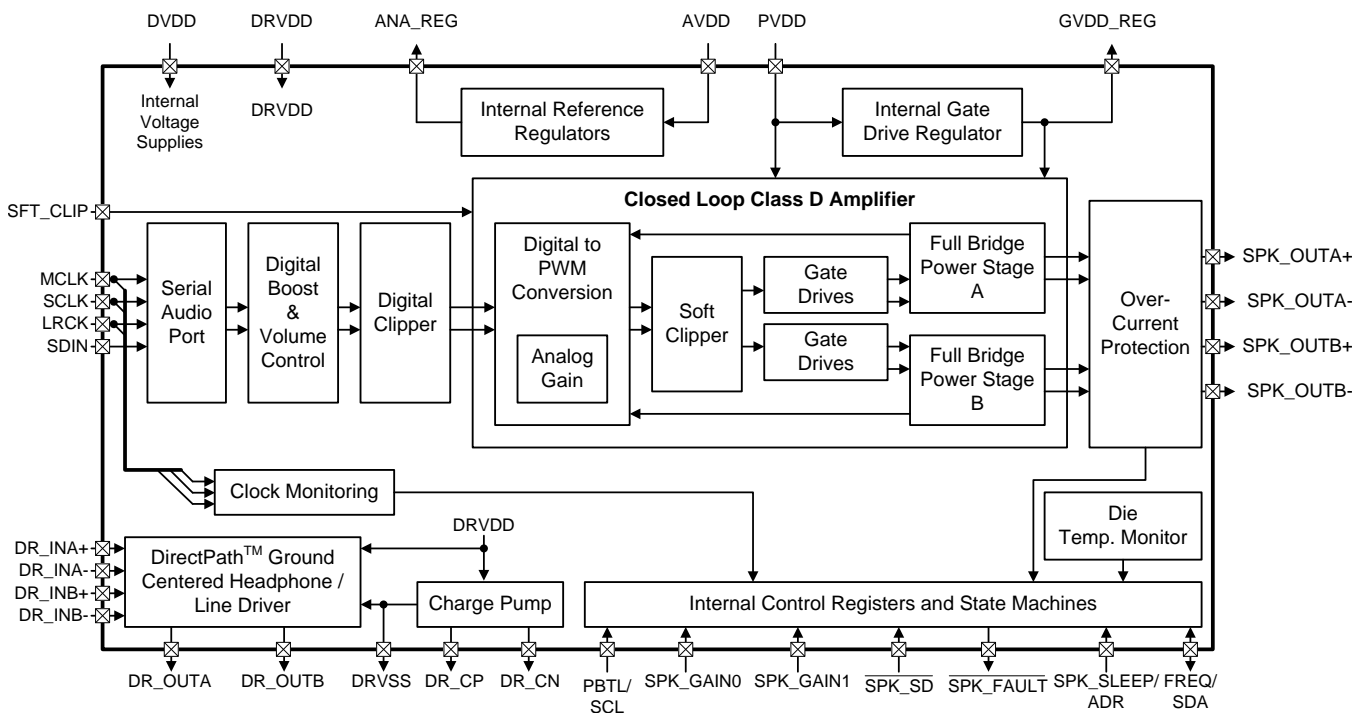 DVDD
DRVDD
ANA_REG
AVDD
PVDD
GVDD_REG
Internal
Voltage
Supplies
DRVDD
Internal Reference
Regulators
Internal Gate
Drive Regulator
Closed Loop Class D Amplifier
SFT_CLIP
MCLK
SCLK
LRCK
SDIN
Serial
Audio
Port
Digital
Boost
&
Volume
Control
Digital
Clipper
Digital to
PWM
Conversion
Analog
Gain
Soft
Clipper
Gate
Drives
Gate
Drives
Full Bridge
Power Stage
A
Full Bridge
Power Stage
B
Over-
Current
Protection
SPK_OUTA+
SPK_OUTA-
SPK_OUTB+
SPK_OUTB-
Clock Monitoring
Die
Temp. Monitor
DR_INA+
DR_INA-
DR_INB+
DR_INB-
DirectPath™ Ground
Centered Headphone /
Line Driver
DRVDD
Charge Pump
Internal Control Registers and State Machines
DR_OUTA
DR_OUTB
DRVSS
DR_CP
DR_CN
PBTL/
SCL
SPK_GAIN0
SPK_GAIN1
SPK_SD
SPK_FAULT
SPK_SLEEP/
ADR
FREQ/
SDA